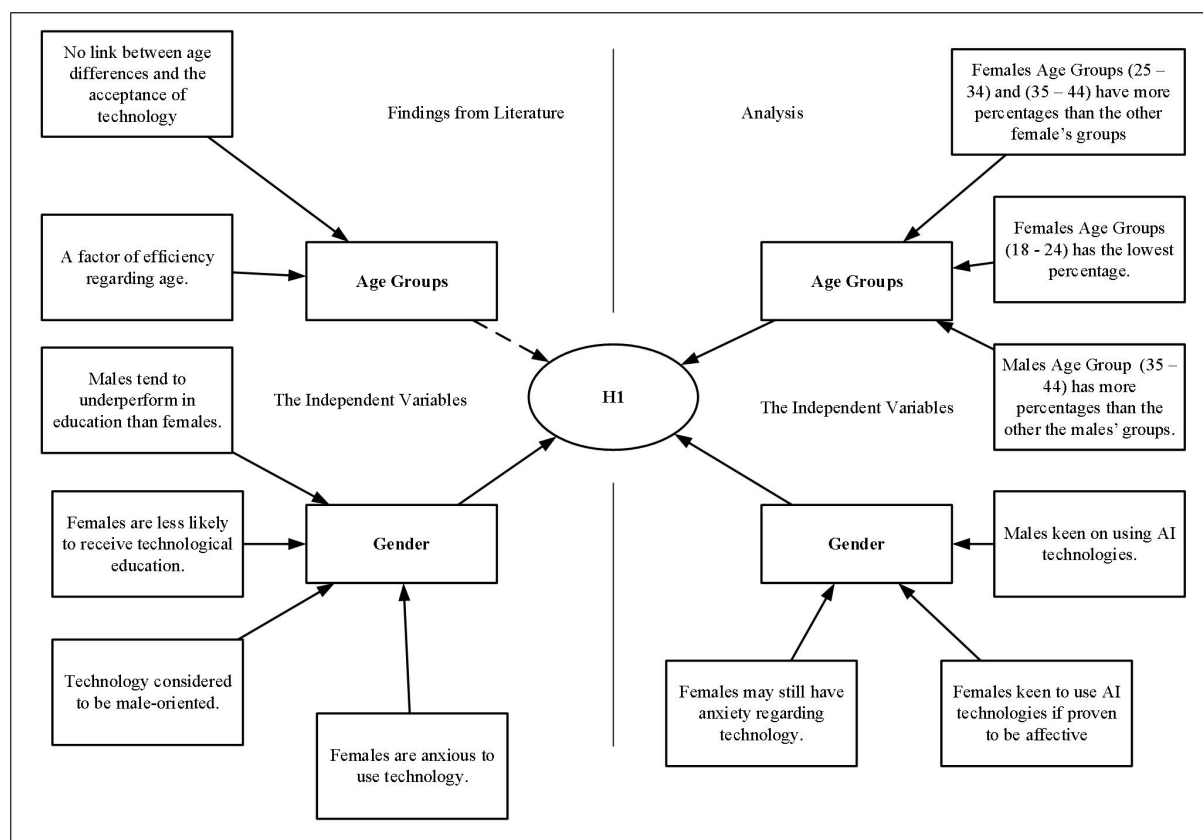 No link between age
differences and the
acceptance of
technology
Findings from Literature
A factor of efficiency
regarding age.
Age Groups
Males tend to
underperform in
education than females.
The Independent Variables
Females are less likely
to receive technological
education.
Gender
Technology considered
to be male-oriented.
Females are anxious to
use technology.
H1
Analysis
Females Age Groups (25 –
34) and (35 – 44) have more
percentages than the other
female’s groups
Females Age Groups
(18 - 24) has the lowest
percentage.
Age Groups
Males Age Group (35 –
44) has more
percentages than the
other the males’ groups.
The Independent Variables
Gender
Males keen on using AI
technologies.
Females may still have
anxiety regarding
technology.
Females keen to use AI
technologies if proven
to be affective